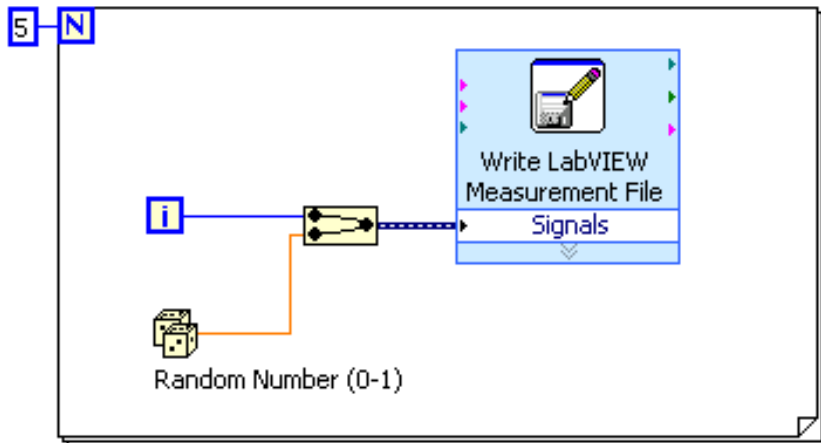 5 N
Write LabVIEW
Measurement File
Signals
i
Random Number (0-1)